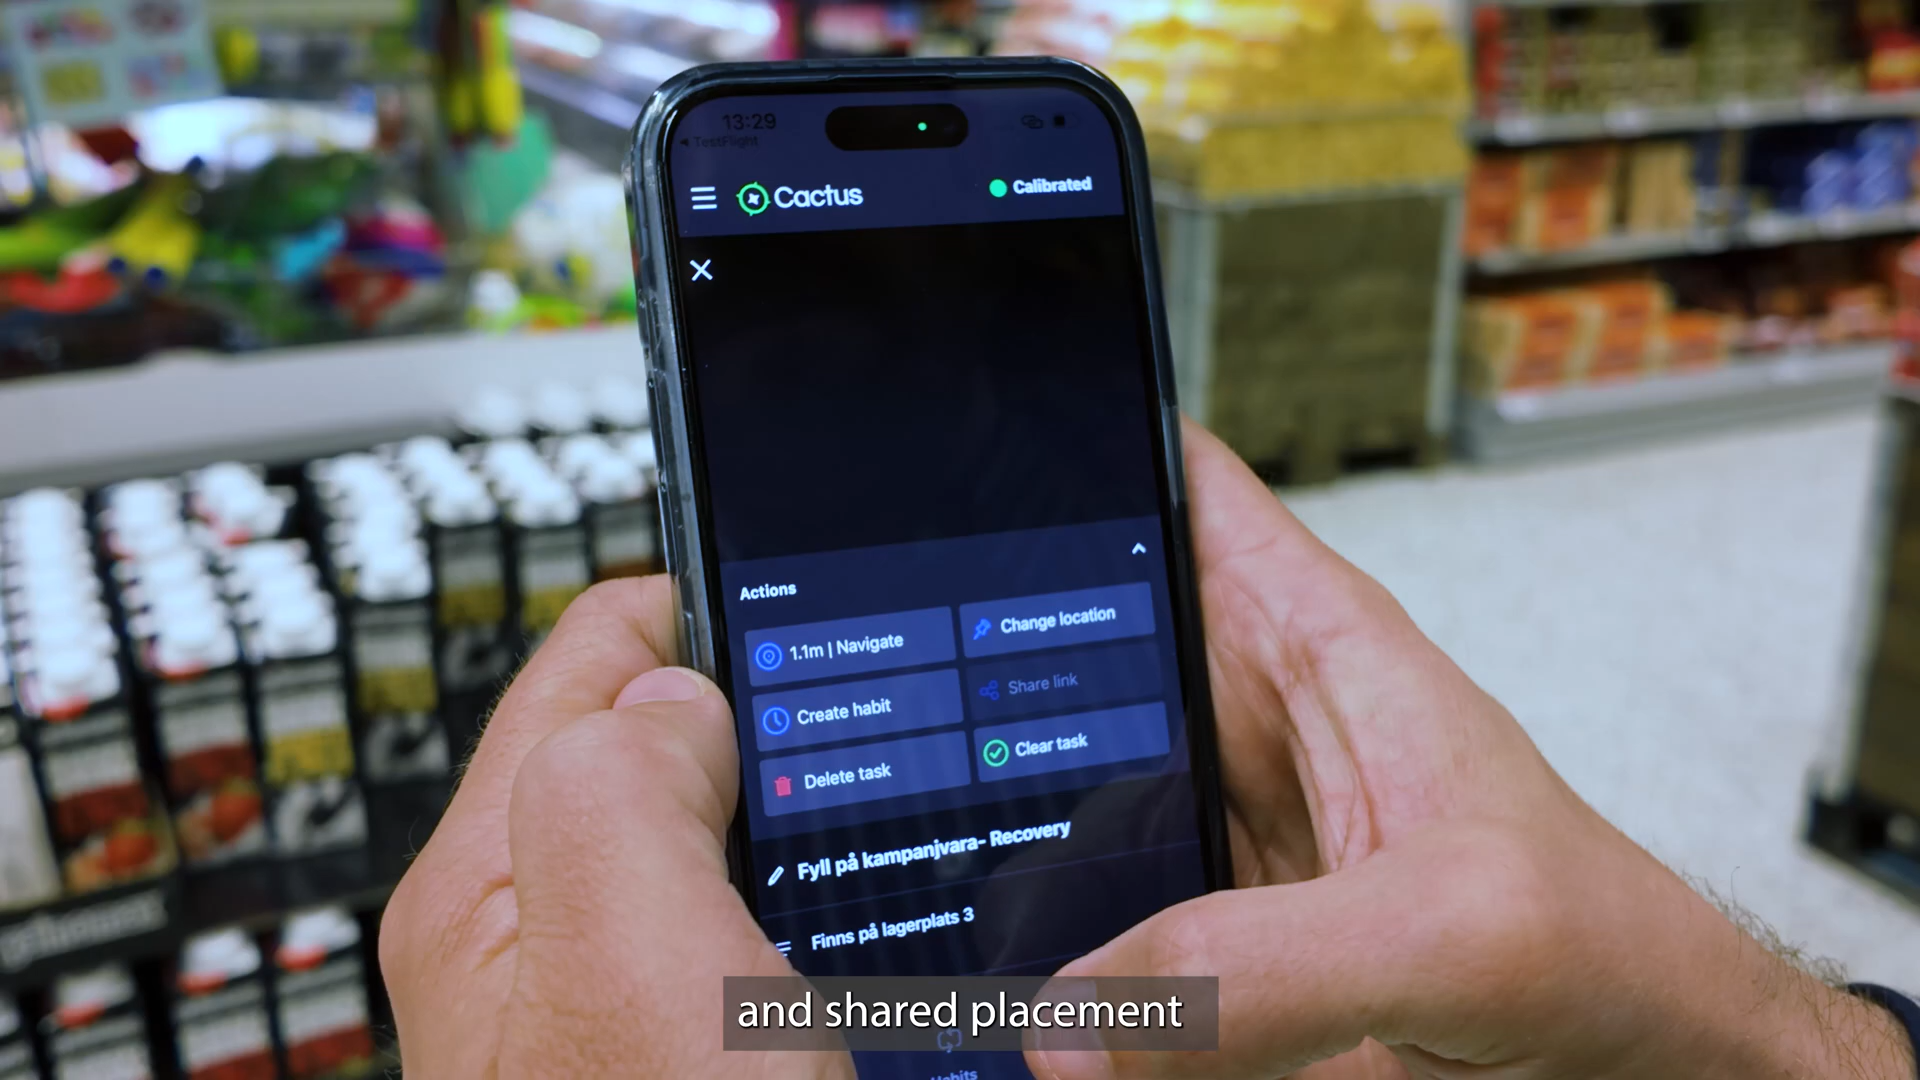 13:29
TestFlight
Cactus
Calibrated
Actions
1.1m | Navigate
Change location
Create habit
Share link
Delete task
Clear task
Fyll på kampanjvara- Recovery
Finns på lagerplats 3
and shared placement
Habits